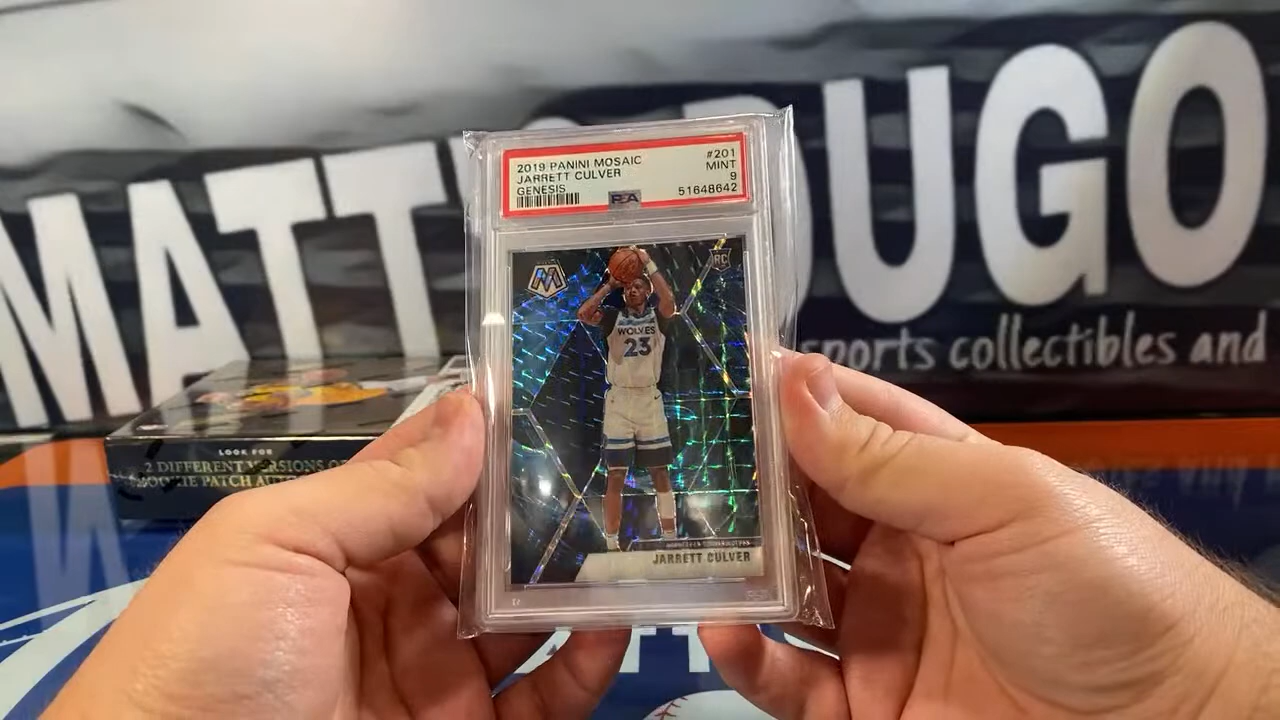 MATT'S DUGO
sports collectibles and
2019 PANINI MOSAIC #201
JARRETT CULVER MINT
GENESIS 9
PSA 51648642
RC
WOLVES
23
JARRETT CULVER
LOOK FOR
2 DIFFERENT VERSIONS OF
ROOKIE PATCH AUTO